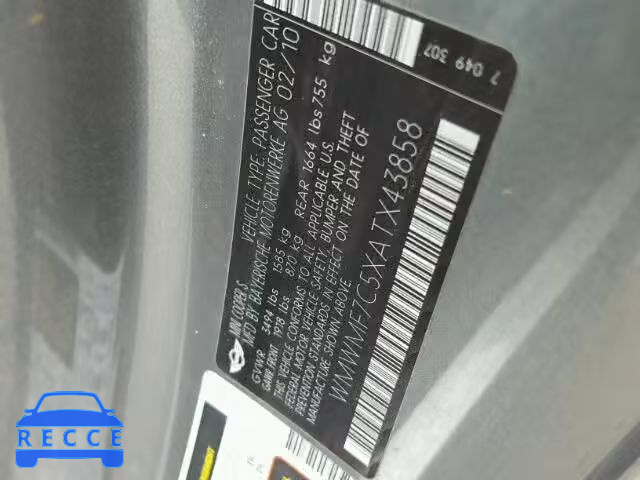 MINI COOPER S
VEHICLE TYPE: PASSENGER CAR
MFD BY BAYERISCHE MOTORENWERKE AG 02/10
GVWR 3494 lbs 1585 kg
GAWR FRONT 1918 lbs 870 kg REAR 1664 lbs 755 kg
THIS VEHICLE CONFORMS TO ALL APPLICABLE U.S.
FEDERAL MOTOR VEHICLE SAFETY, BUMPER AND THEFT
PREVENTION STANDARDS IN EFFECT ON THE DATE OF
MANUFACTURE SHOWN ABOVE.
WMWMF7C5XATX43858
7 049 307
RECCE